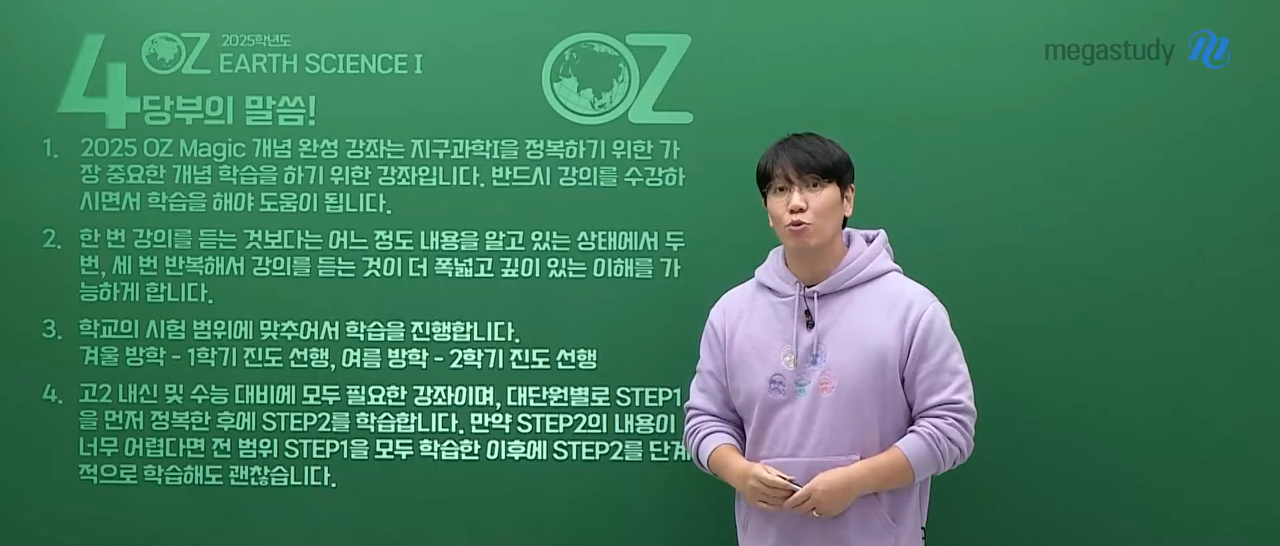 4
OZ 2025학년도
EARTH SCIENCE I
당부의 말씀!
OZ
megastudy
1. 2025 OZ Magic 개념 완성 강좌는 지구과학I을 정복하기 위한 가
장 중요한 개념 학습을 하기 위한 강좌입니다. 반드시 강의를 수강하
시면서 학습을 해야 도움이 됩니다.
2. 한 번 강의를 듣는 것보다는 어느 정도 내용을 알고 있는 상태에서 두
번, 세 번 반복해서 강의를 듣는 것이 더 폭넓고 깊이 있는 이해를 가
능하게 합니다.
3. 학교의 시험 범위에 맞추어서 학습을 진행합니다.
겨울 방학 - 1학기 진도 선행, 여름 방학 - 2학기 진도 선행
4. 고2 내신 및 수능 대비에 모두 필요한 강좌이며, 대단원별로 STEP1
을 먼저 정복한 후에 STEP2를 학습합니다. 만약 STEP2의 내용이
너무 어렵다면 전 범위 STEP1을 모두 학습한 이후에 STEP2를 단계
적으로 학습해도 괜찮습니다.